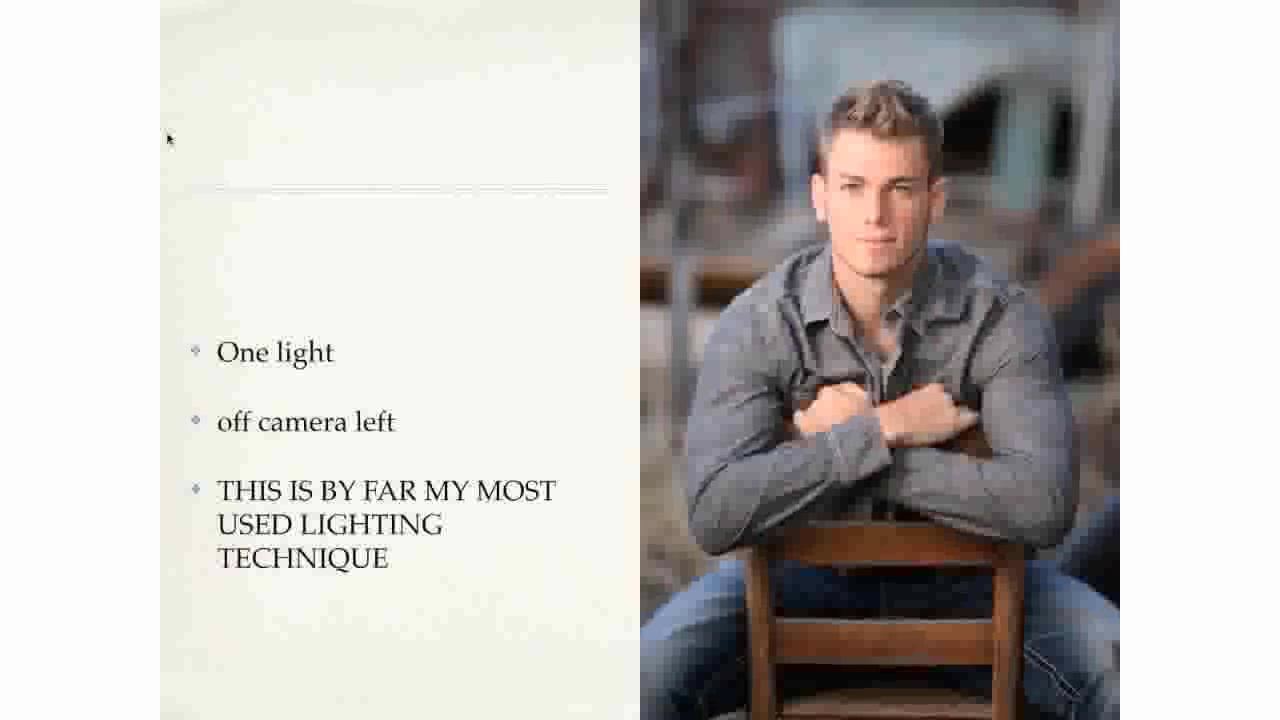 One light
off camera left
THIS IS BY FAR MY MOST
USED LIGHTING
TECHNIQUE